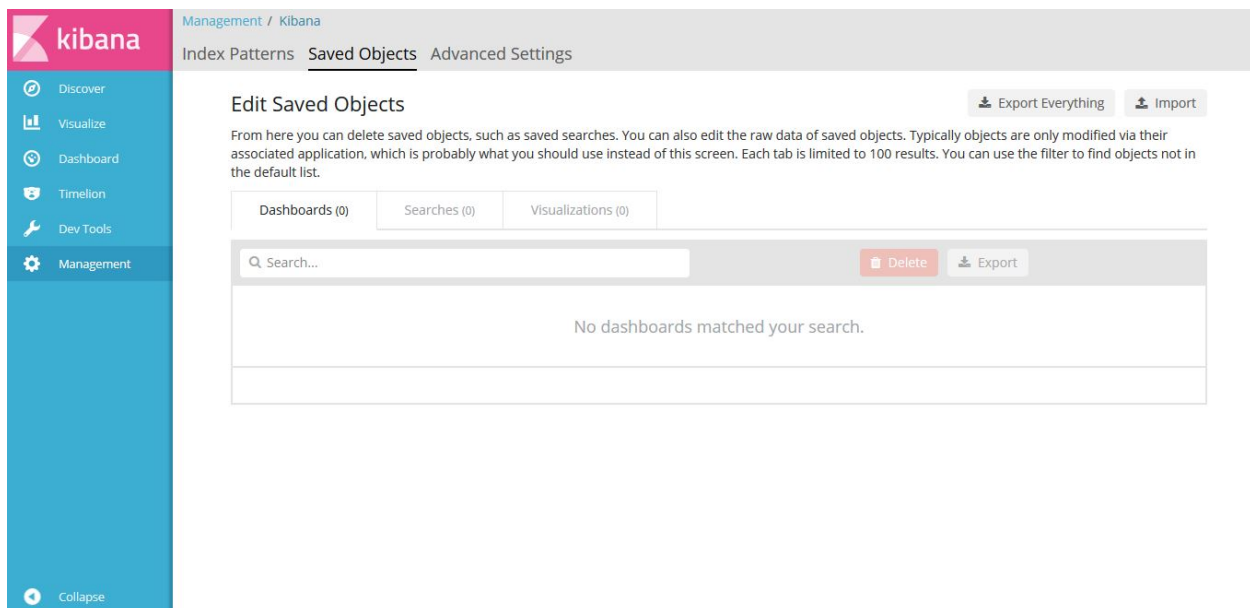 kibana
Discover
Visualize
Dashboard
Timelion
Dev Tools
Management
Collapse
Management / Kibana
Index Patterns Saved Objects Advanced Settings
Edit Saved Objects
Export Everything
Import
From here you can delete saved objects, such as saved searches. You can also edit the raw data of saved objects. Typically objects are only modified via their
associated application, which is probably what you should use instead of this screen. Each tab is limited to 100 results. You can use the filter to find objects not in
the default list.
Dashboards (0) Searches (0) Visualizations (0)
Search...
Delete
Export
No dashboards matched your search.